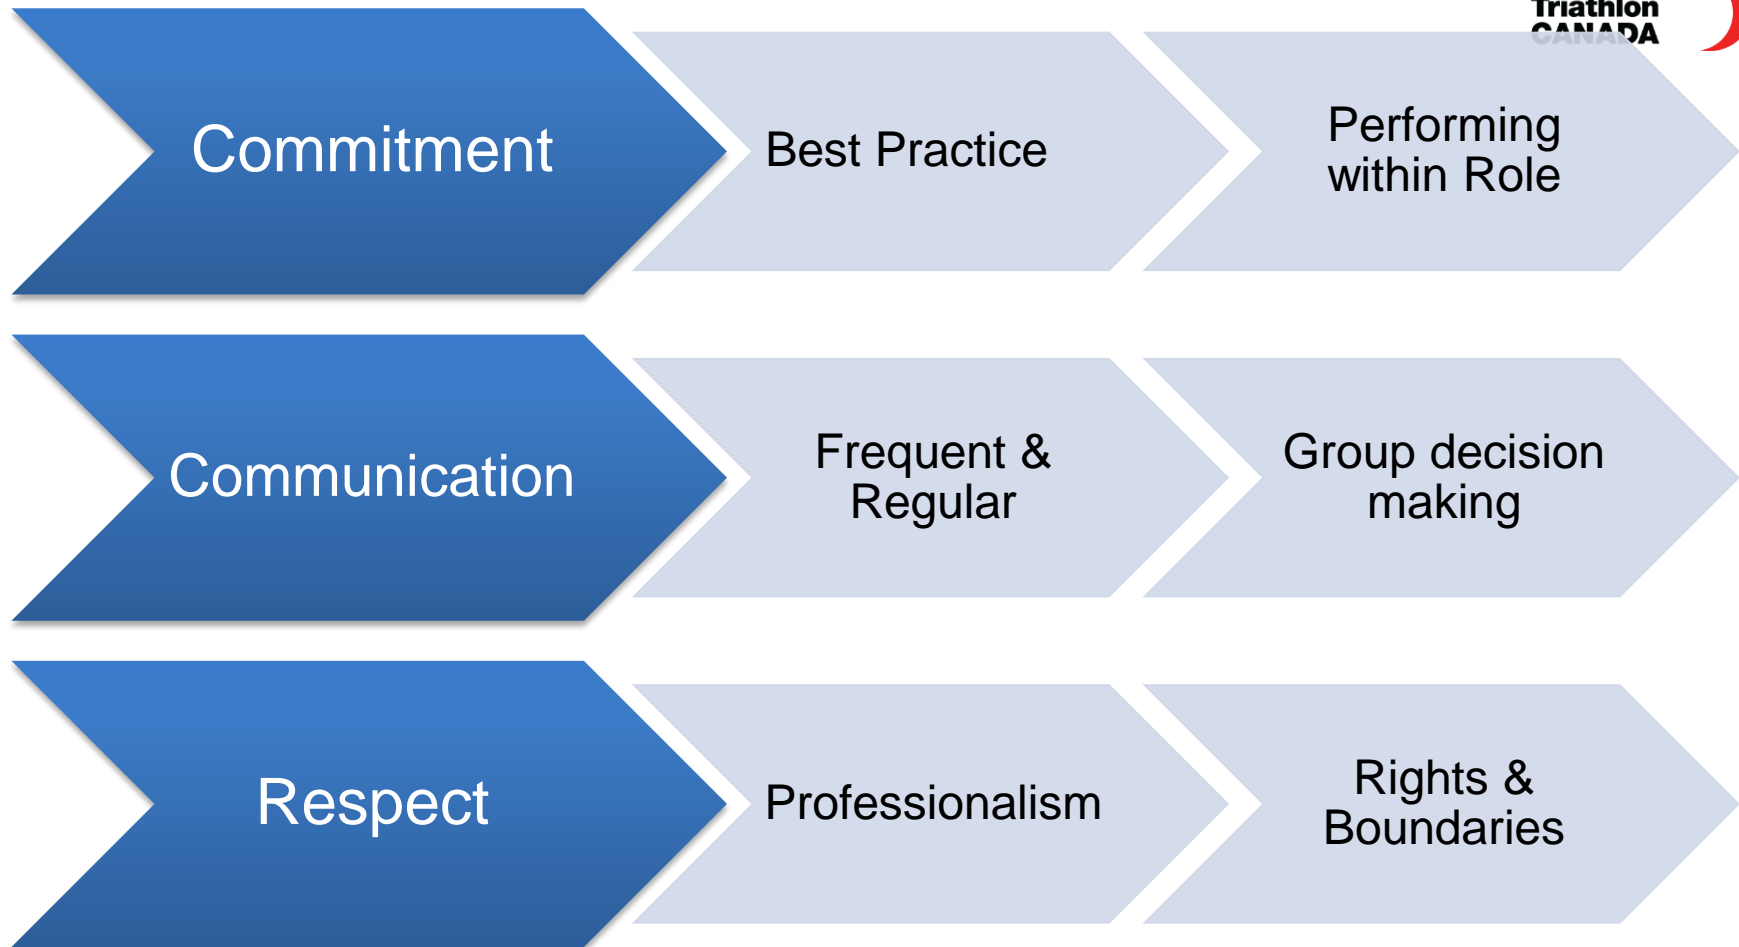 Triathlon
CANADA
Commitment
Best Practice
Performing
within Role
Communication
Frequent &
Regular
Group decision
making
Respect
Professionalism
Rights &
Boundaries